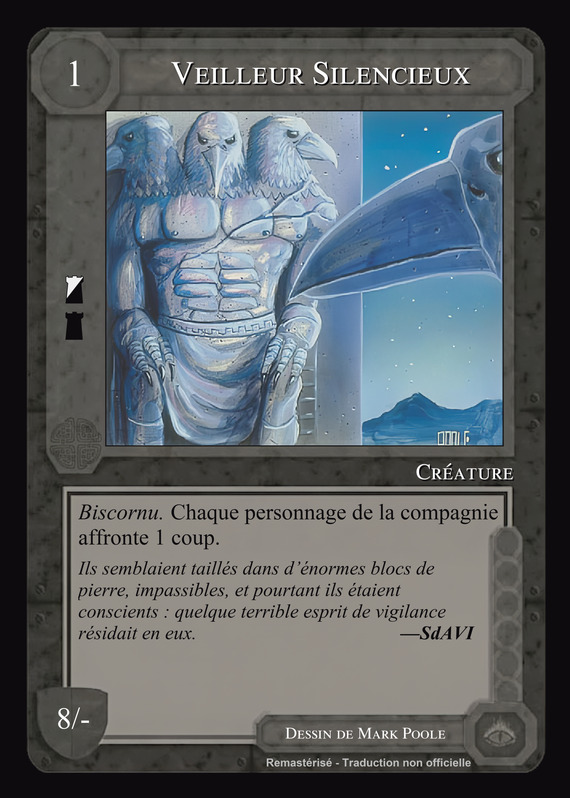 1
Veilleur Silencieux
POOLE
Créature
Biscornu. Chaque personnage de la compagnie
affronte 1 coup.
Ils semblaient taillés dans d’énormes blocs de
pierre, impassibles, et pourtant ils étaient
conscients : quelque terrible esprit de vigilance
résidait en eux. —SdAVI
8/-
Dessin de Mark Poole
Remastérisé - Traduction non officielle